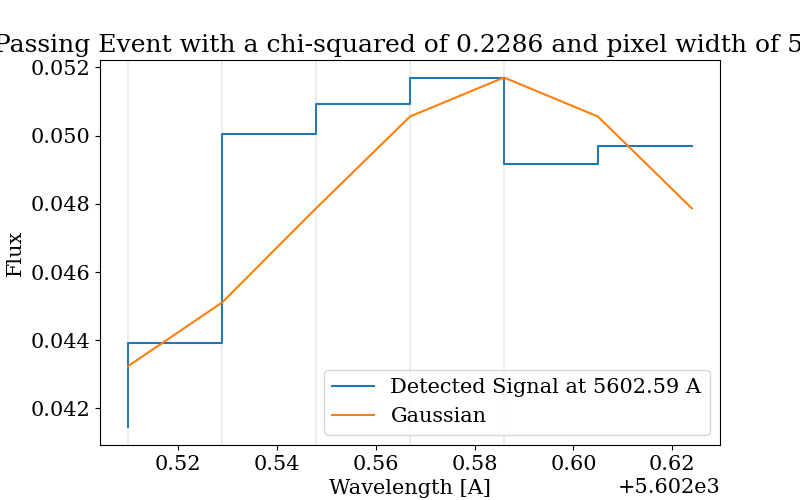 Passing Event with a chi-squared of 0.2286 and pixel width of 5
0.052
0.050
0.048
0.046
0.044
0.042
Flux
Detected Signal at 5602.59 A
Gaussian
0.52 0.54 0.56 0.58 0.60 0.62
+5.602e3
Wavelength [A]